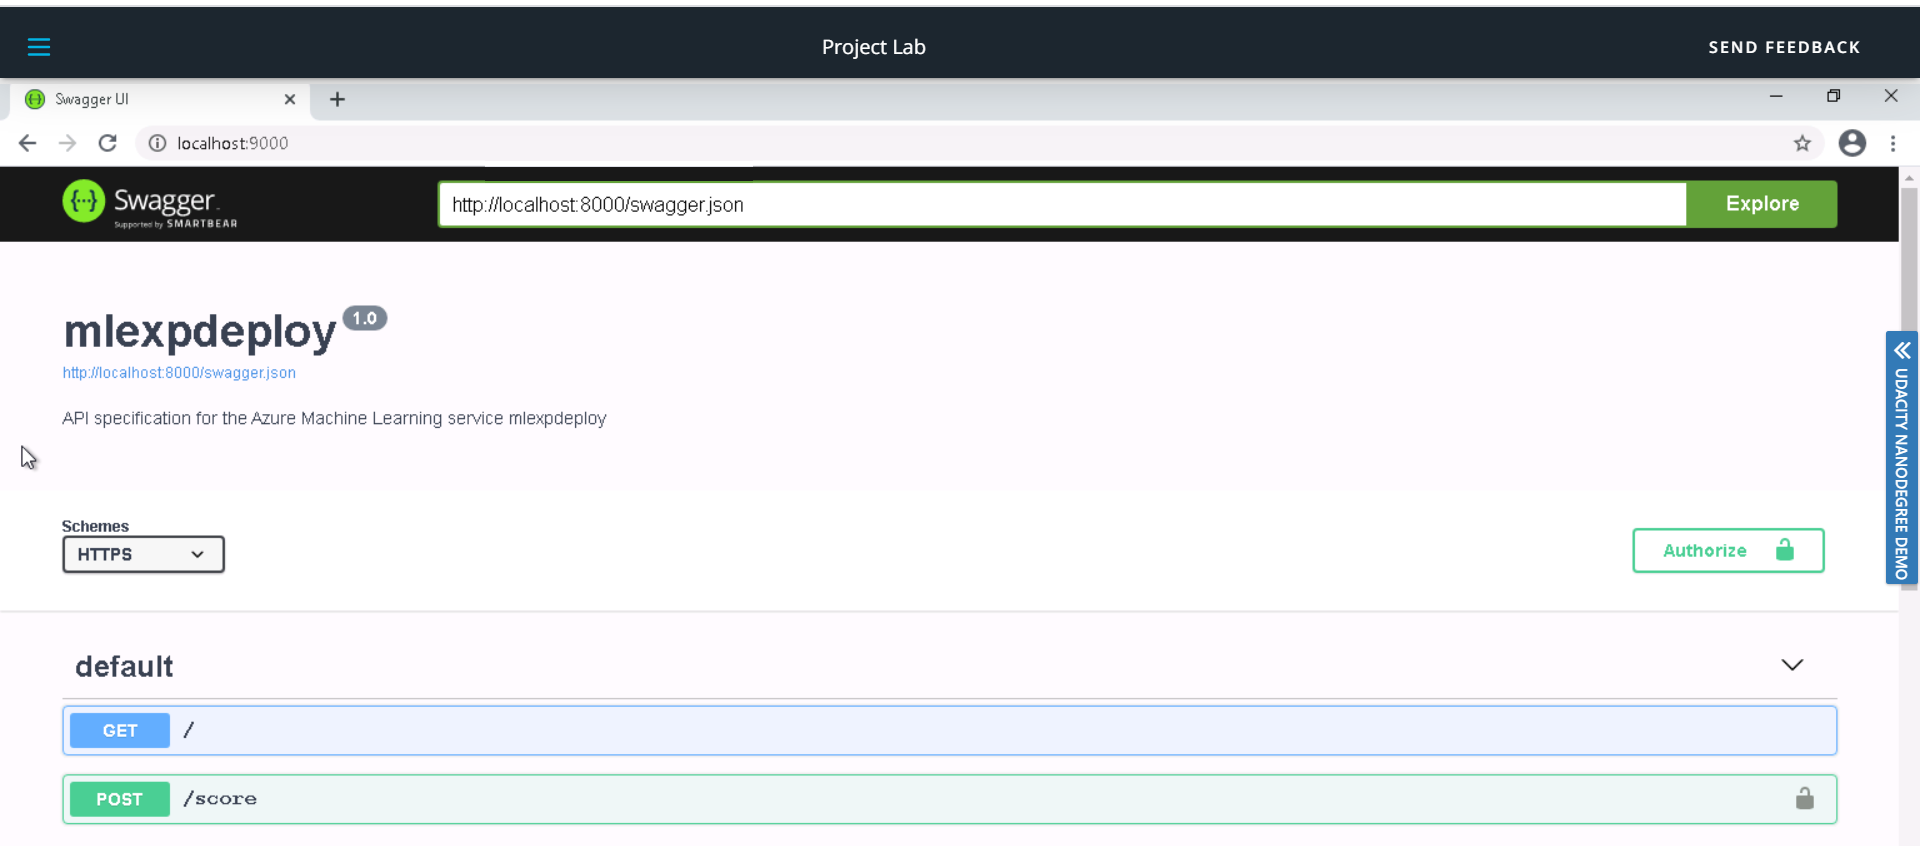 Project Lab
SEND FEEDBACK
Swagger UI
localhost:9000
Swagger
Supported by SMARTBEAR
http://localhost:8000/swagger.json
Explore
mlexpdeploy 1.0
http://localhost:8000/swagger.json
API specification for the Azure Machine Learning service mlexpdeploy
UDACITY NANODEGREE DEMO
Schemes
HTTPS
Authorize
default
GET /
POST /score